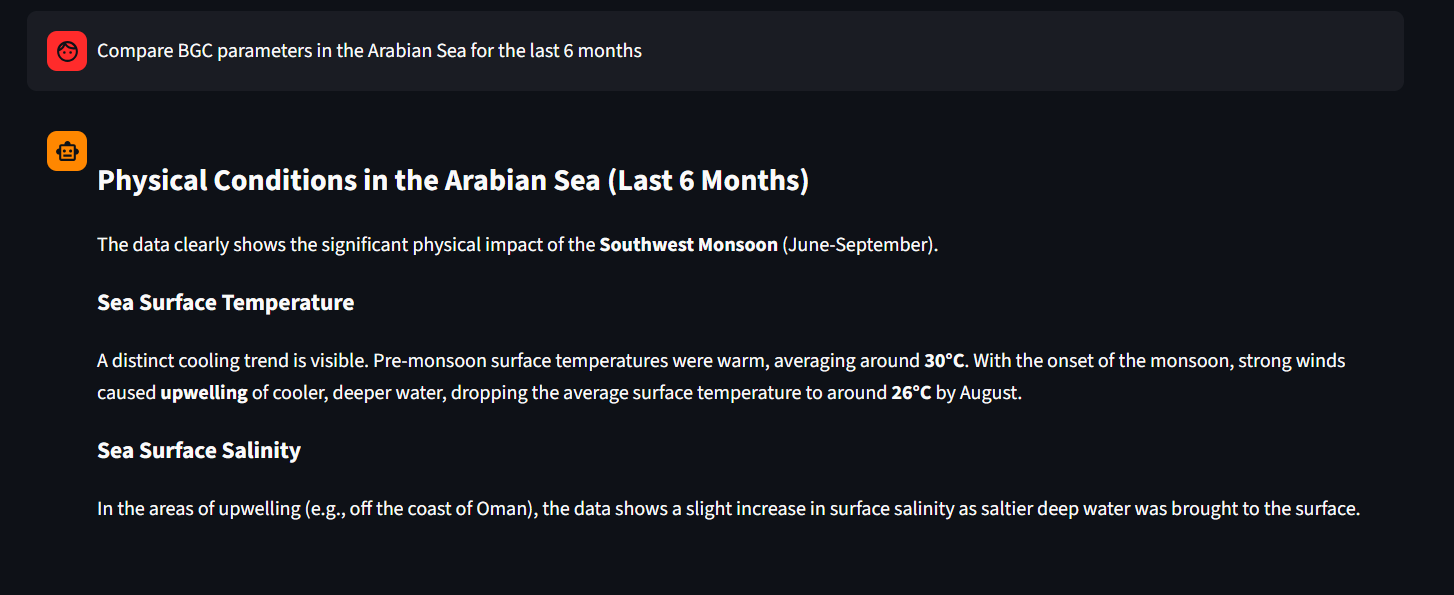 Compare BGC parameters in the Arabian Sea for the last 6 months
Physical Conditions in the Arabian Sea (Last 6 Months)
The data clearly shows the significant physical impact of the Southwest Monsoon (June-September).
Sea Surface Temperature
A distinct cooling trend is visible. Pre-monsoon surface temperatures were warm, averaging around 30°C. With the onset of the monsoon, strong winds
caused upwelling of cooler, deeper water, dropping the average surface temperature to around 26°C by August.
Sea Surface Salinity
In the areas of upwelling (e.g., off the coast of Oman), the data shows a slight increase in surface salinity as saltier deep water was brought to the surface.